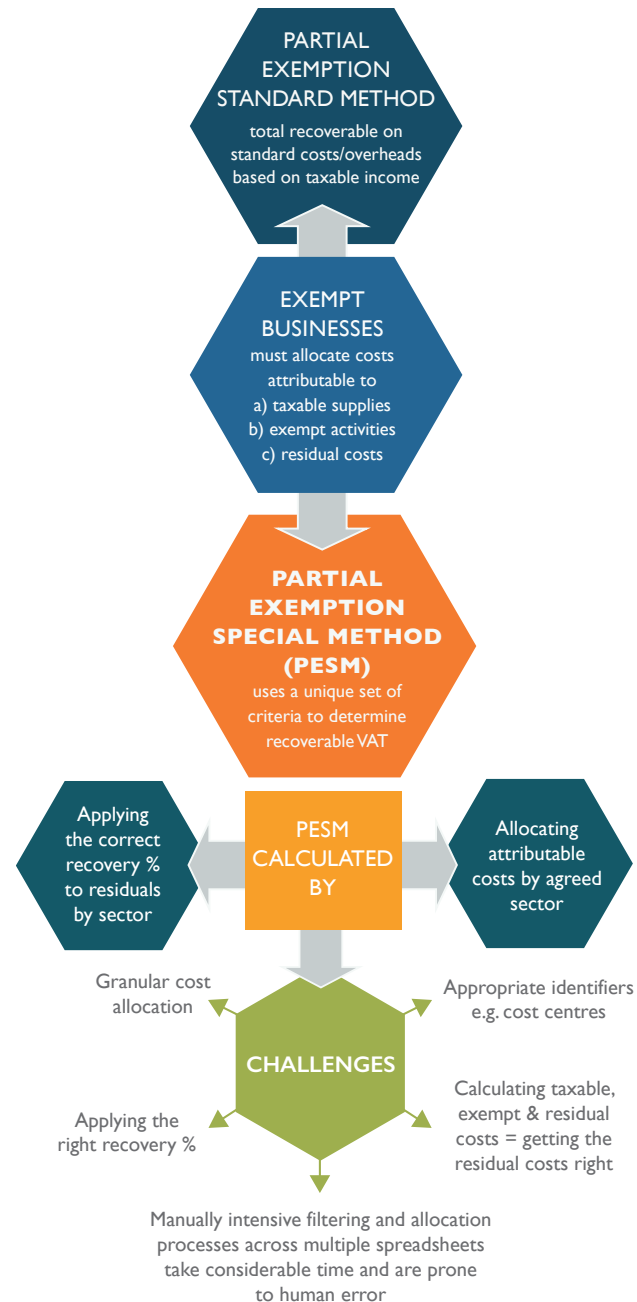 PARTIAL
EXEMPTION
STANDARD METHOD
total recoverable on
standard costs/overheads
based on taxable income
EXEMPT
BUSINESSES
must allocate costs
attributable to
a) taxable supplies
b) exempt activities
c) residual costs
PARTIAL
EXEMPTION
SPECIAL METHOD
(PESM)
uses a unique set of
criteria to determine
recoverable VAT
Applying
the correct
recovery %
to residuals
by sector
PESM
CALCULATED
BY
Allocating
attributable
costs by agreed
sector
Granular cost
allocation
Appropriate identifiers
e.g. cost centres
CHALLENGES
Applying the
right recovery %
Calculating taxable,
exempt & residual
costs = getting the
residual costs right
Manually intensive filtering and allocation
processes across multiple spreadsheets
take considerable time and are prone
to human error